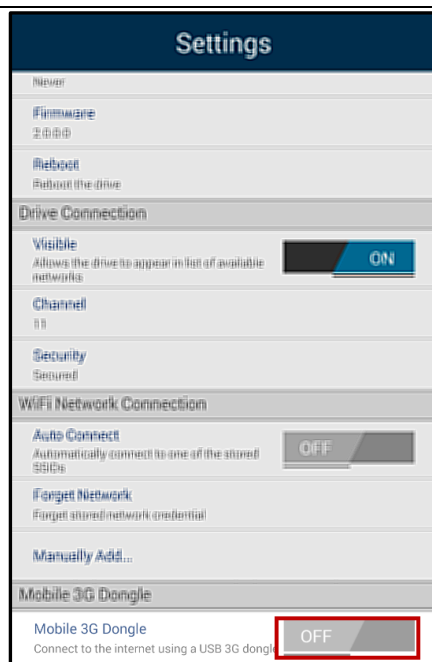 Settings
Never
Firmware
2.0.0.0
Reboot
Reboot the drive
Drive Connection
Visible
Allows the drive to appear in list of available
networks
ON
Channel
11
Security
Secured
WiFi Network Connection
Auto Connect
Automatically connect to one of the stored
SSIDs
OFF
Forget Network
Forget stored network credential
Manually Add...
Mobile 3G Dongle
Mobile 3G Dongle
Connect to the internet using a USB 3G dongle
OFF